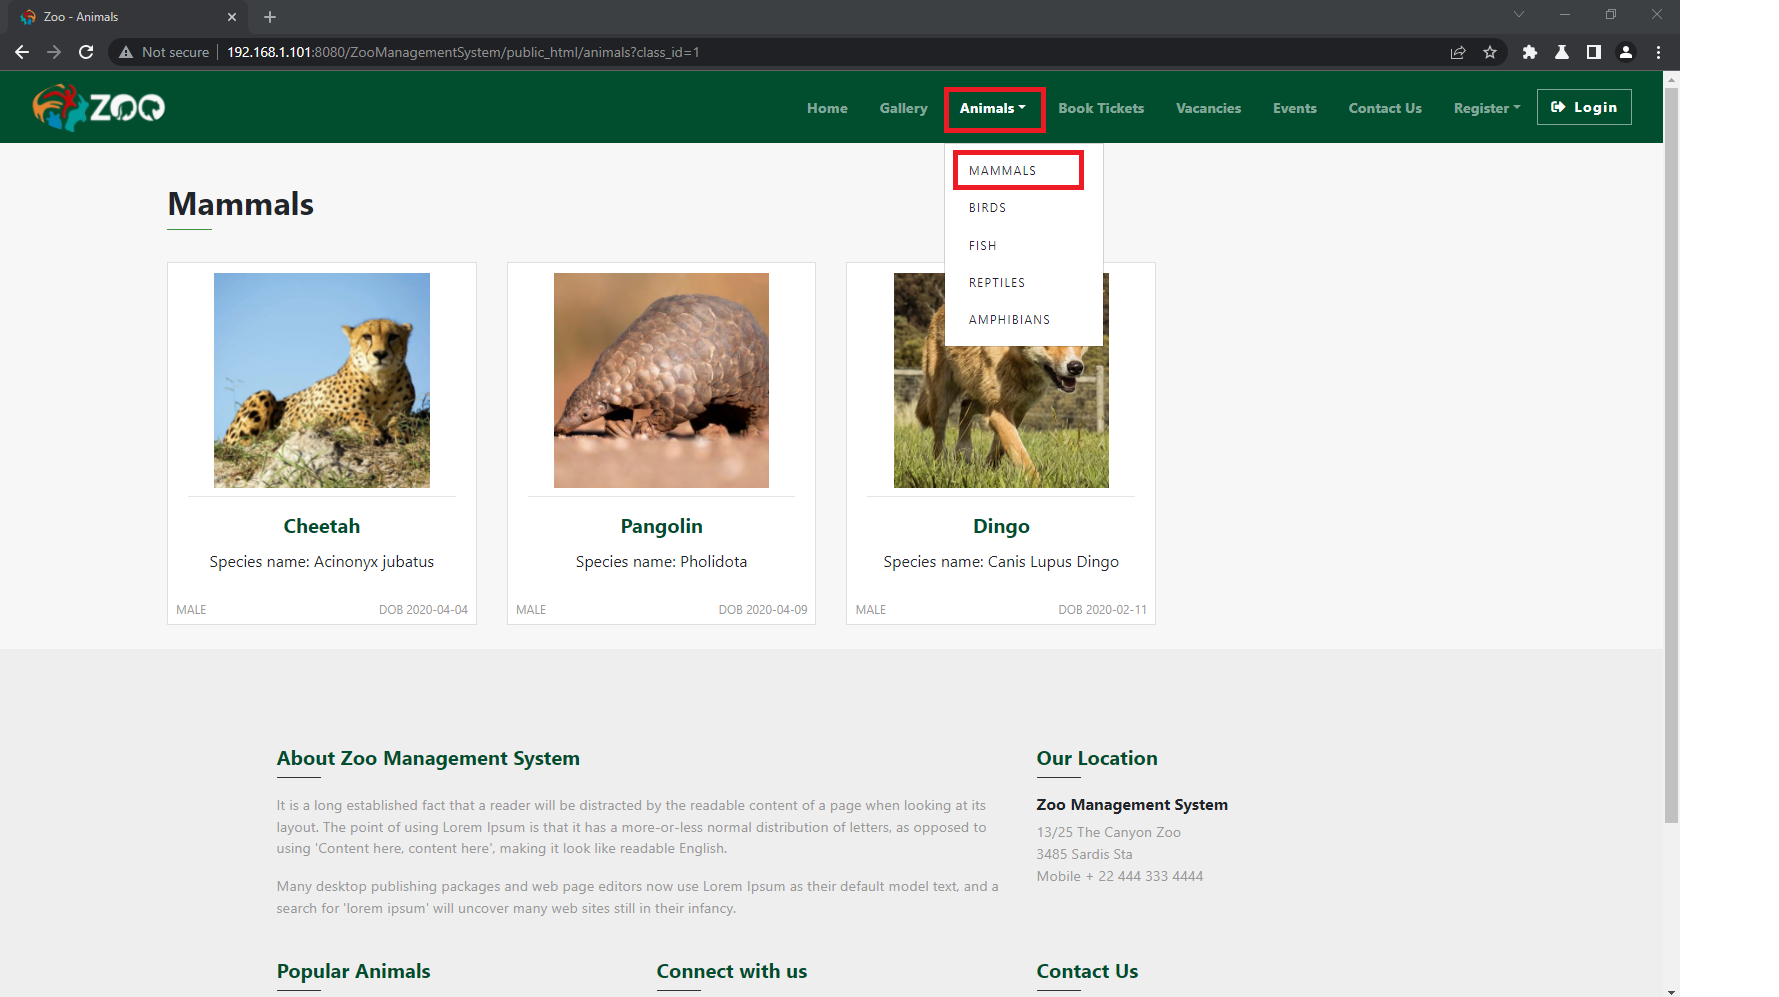 Zoo - Animals
Not secure 192.168.1.101:8080/ZooManagementSystem/public_html/animals?class_id=1
ZOO
Home Gallery Animals Book Tickets Vacancies Events Contact Us Register Login
MAMMALS
BIRDS
FISH
REPTILES
AMPHIBIANS
Mammals
Cheetah
Species name: Acinonyx jubatus
MALE DOB 2020-04-04
Pangolin
Species name: Pholidota
MALE DOB 2020-04-09
Dingo
Species name: Canis Lupus Dingo
MALE DOB 2020-02-11
About Zoo Management System
It is a long established fact that a reader will be distracted by the readable content of a page when looking at its
layout. The point of using Lorem Ipsum is that it has a more-or-less normal distribution of letters, as opposed to
using 'Content here, content here', making it look like readable English.
Many desktop publishing packages and web page editors now use Lorem Ipsum as their default model text, and a
search for 'lorem ipsum' will uncover many web sites still in their infancy.
Our Location
Zoo Management System
13/25 The Canyon Zoo
3485 Sardis Sta
Mobile + 22 444 333 4444
Popular Animals
Connect with us
Contact Us